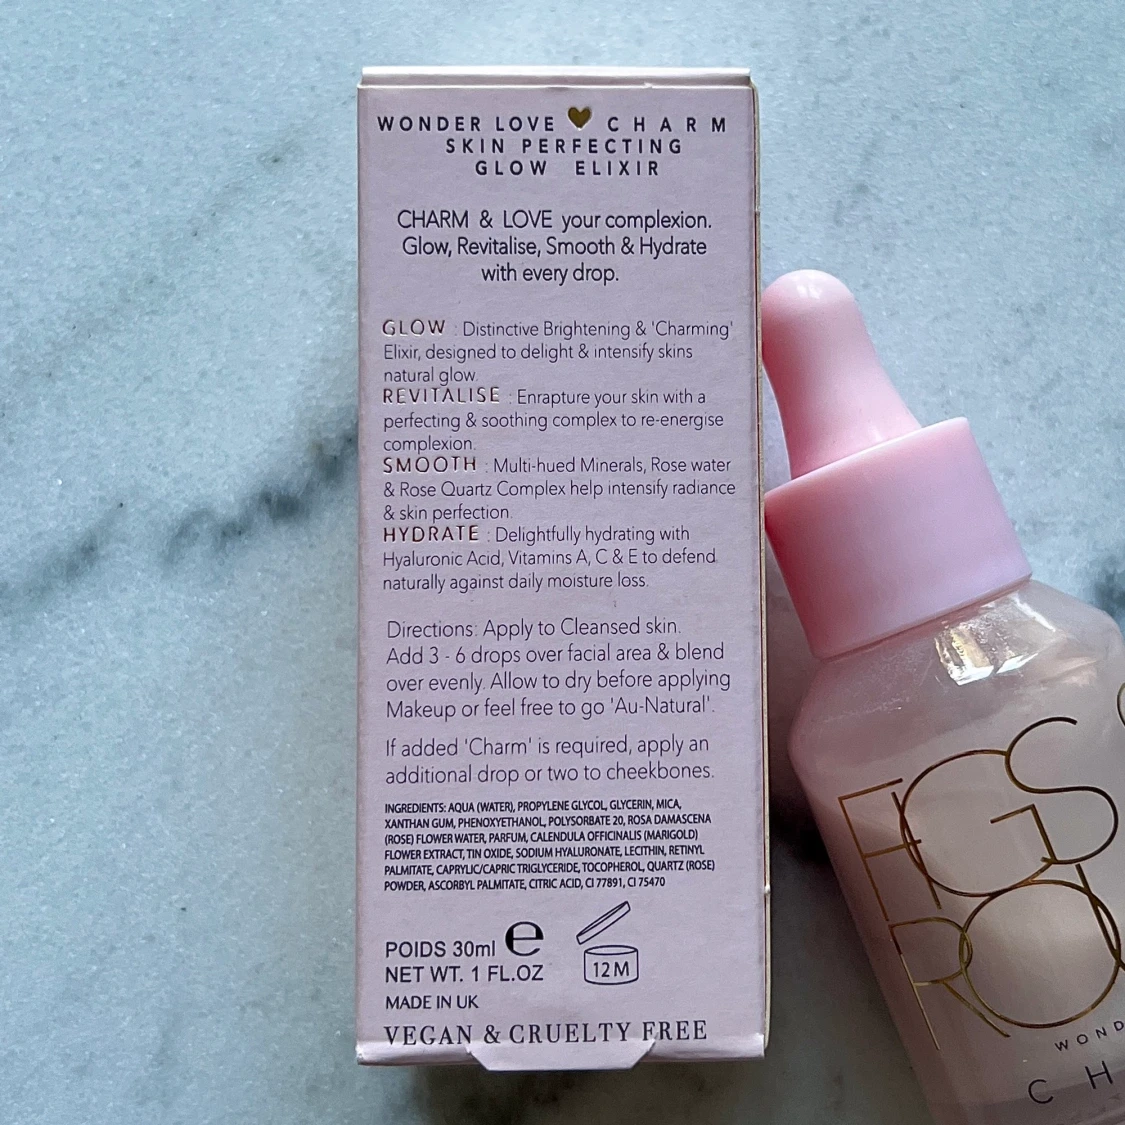 WONDER LOVE CHARM
SKIN PERFECTING
GLOW ELIXIR
CHARM & LOVE your complexion.
Glow, Revitalise, Smooth & Hydrate
with every drop.
GLOW : Distinctive Brightening & 'Charming'
Elixir, designed to delight & intensify skins
natural glow.
REVITALISE : Enrapture your skin with a
perfecting & soothing complex to re-energise
complexion.
SMOOTH : Multi-hued Minerals, Rose water
& Rose Quartz Complex help intensify radiance
& skin perfection.
HYDRATE : Delightfully hydrating with
Hyaluronic Acid, Vitamins A, C & E to defend
naturally against daily moisture loss.
Directions: Apply to Cleansed skin.
Add 3 - 6 drops over facial area & blend
over evenly. Allow to dry before applying
Makeup or feel free to go 'Au-Natural'.
If added 'Charm' is required, apply an
additional drop or two to cheekbones.
INGREDIENTS: AQUA (WATER), PROPYLENE GLYCOL, GLYCERIN, MICA,
XANTHAN GUM, PHENOXYETHANOL, POLYSORBATE 20, ROSA DAMASCENA
(ROSE) FLOWER WATER, PARFUM, CALENDULA OFFICINALIS (MARIGOLD)
FLOWER EXTRACT, TIN OXIDE, SODIUM HYALURONATE, LECITHIN, RETINYL
PALMITATE, CAPRYLIC/CAPRIC TRIGLYCERIDE, TOCOPHEROL, QUARTZ (ROSE)
POWDER, ASCORBYL PALMITATE, CITRIC ACID, CI 77891, CI 75470
POIDS 30ml e
NET WT. 1 FL.OZ
12M
MADE IN UK
VEGAN & CRUELTY FREE
WOND
C H